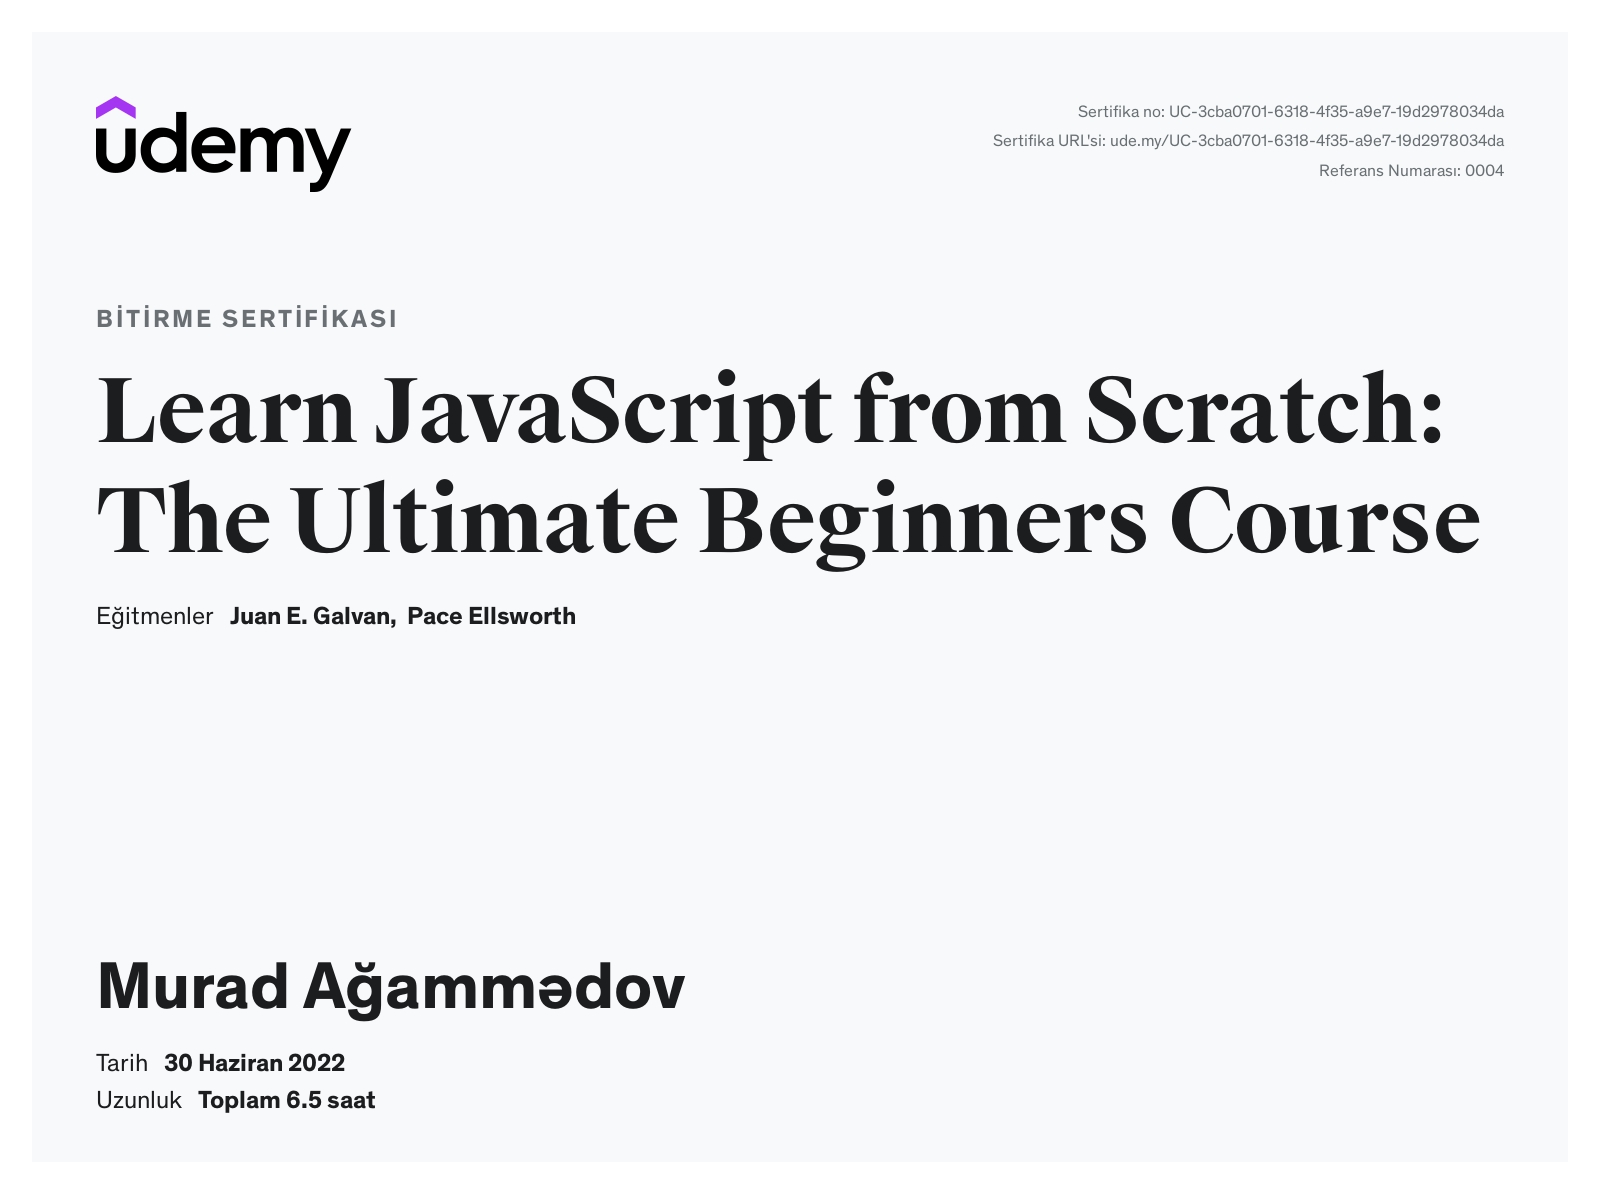 udemy
Sertifika no: UC-3cba0701-6318-4f35-a9e7-19d2978034da
Sertifika URL'si: ude.my/UC-3cba0701-6318-4f35-a9e7-19d2978034da
Referans Numarası: 0004
BİTİRME SERTİFİKASI
Learn JavaScript from Scratch:
The Ultimate Beginners Course
Eğitmenler Juan E. Galvan, Pace Ellsworth
Murad Ağammədov
Tarih 30 Haziran 2022
Uzunluk Toplam 6.5 saat